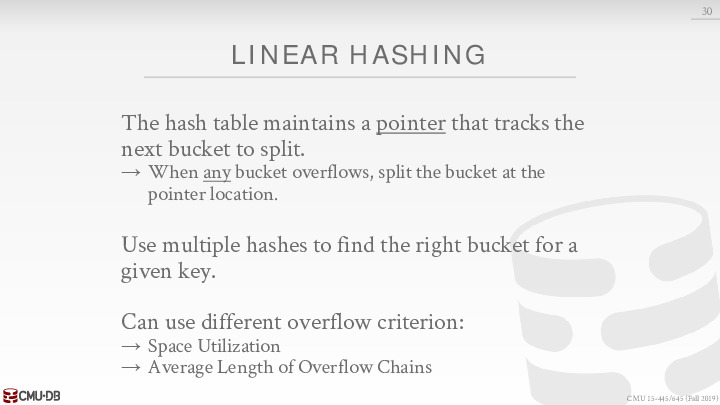 30
LINEAR HASHING
The hash table maintains a pointer that tracks the
next bucket to split.
→ When any bucket overflows, split the bucket at the
pointer location.
Use multiple hashes to find the right bucket for a
given key.
Can use different overflow criterion:
→ Space Utilization
→ Average Length of Overflow Chains
CMU·DB
CMU 15-445/645 (Fall 2019)